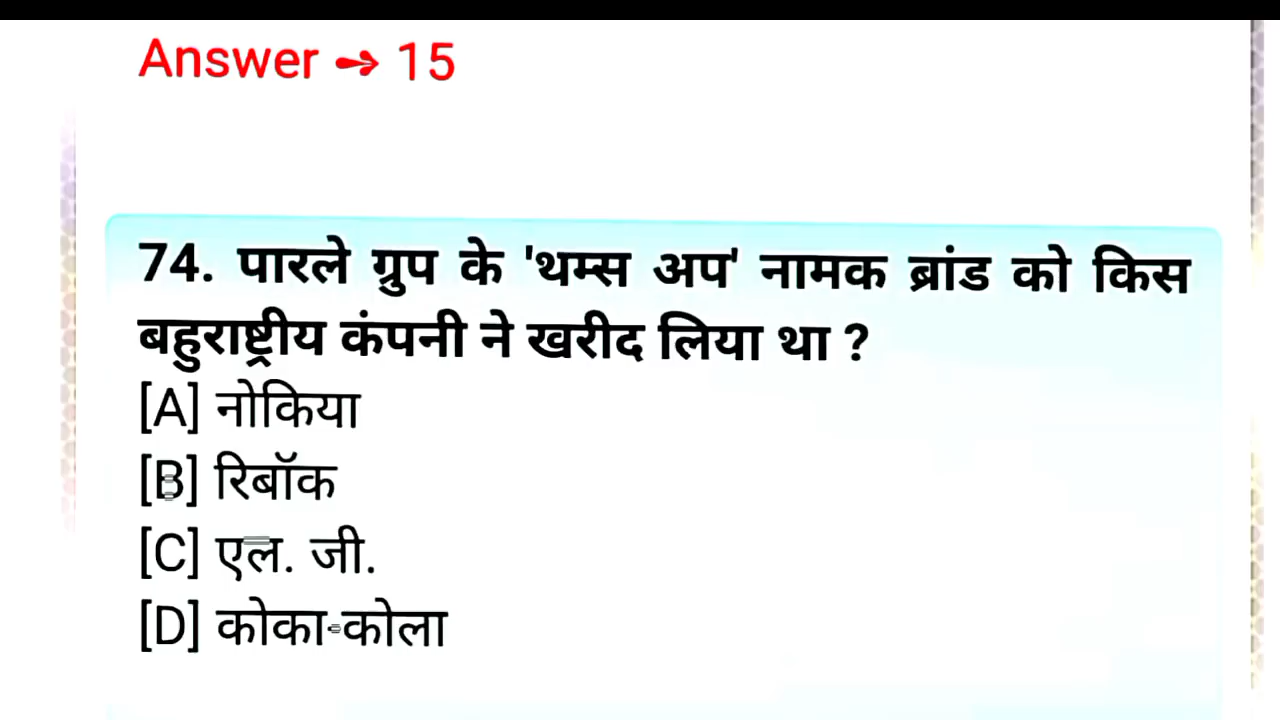 Answer ➺ 15
74. पारले ग्रुप के 'थम्स अप' नामक ब्रांड को किस
बहुराष्ट्रीय कंपनी ने खरीद लिया था ?
[A] नोकिया
[B] रिबॉक
[C] एल. जी.
[D] कोका-कोला